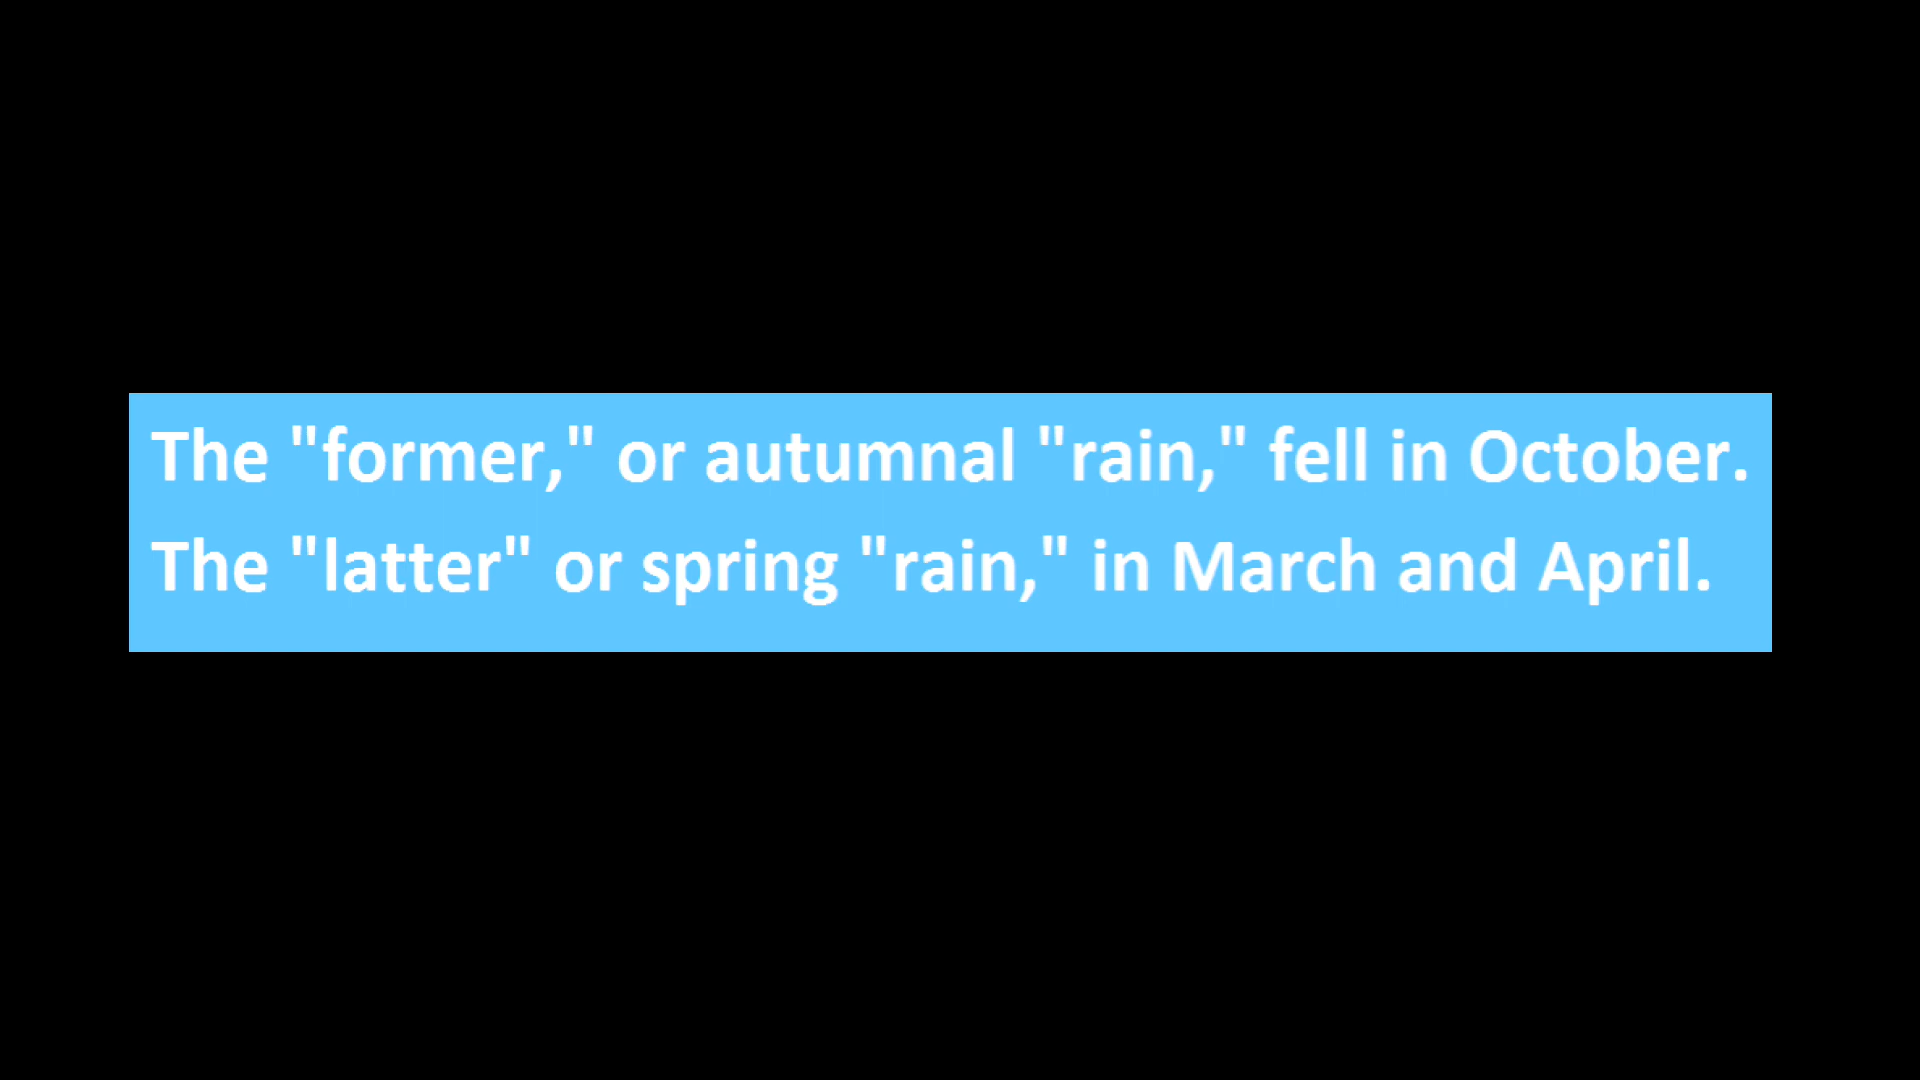 The "former," or autumnal "rain," fell in October.
The "latter" or spring "rain," in March and April.